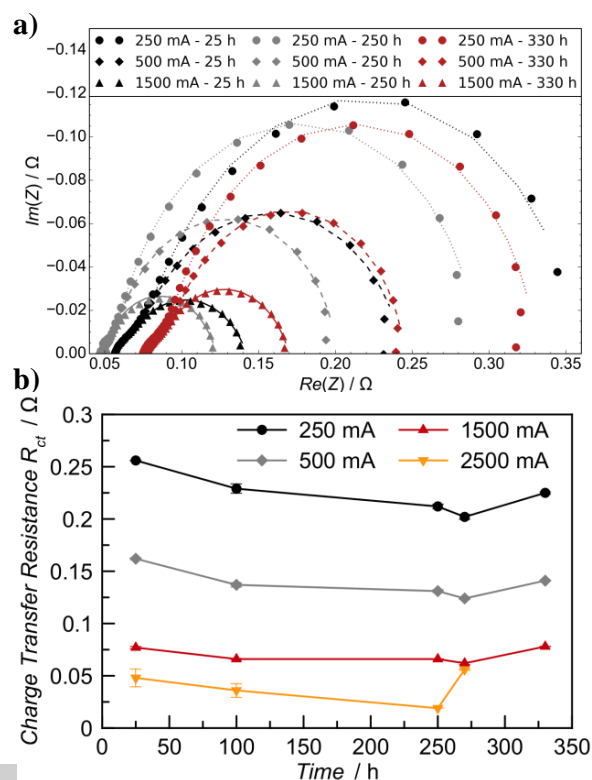 a)
-0.14
-0.12
-0.10
-0.08
-0.06
-0.04
-0.02
0.00
Im(Z) / Ω
250 mA - 25 h 250 mA - 250 h 250 mA - 330 h
500 mA - 25 h 500 mA - 250 h 500 mA - 330 h
1500 mA - 25 h 1500 mA - 250 h 1500 mA - 330 h
0.05 0.10 0.15 0.20 0.25 0.30 0.35
Re(Z) / Ω
b)
Charge Transfer Resistance Rct / Ω
0.3
0.25
0.2
0.15
0.1
0.05
0
250 mA 1500 mA
500 mA 2500 mA
0 50 100 150 200 250 300 350
Time / h